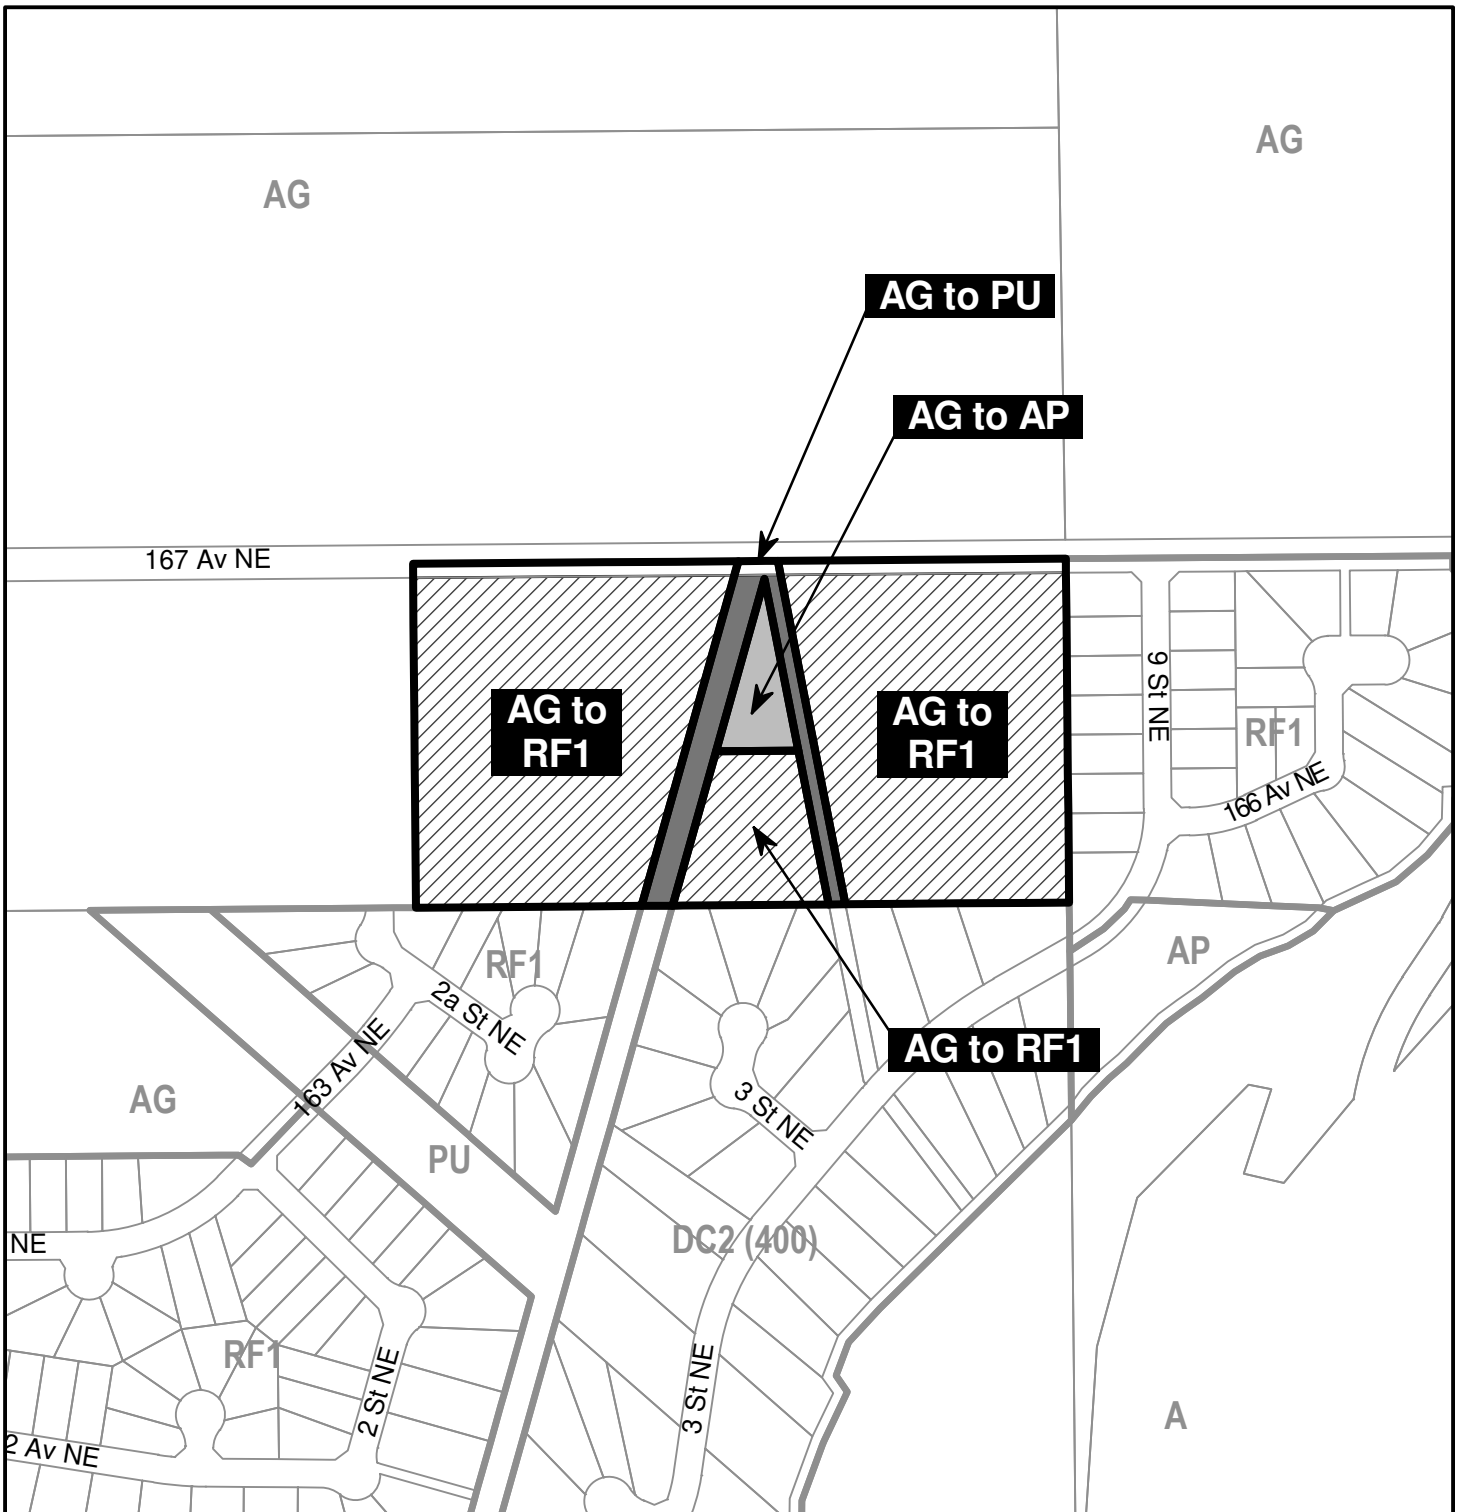 AG
AG
AG to PU
AG to AP
167 Av NE
AG to
RF1
AG to
RF1
9 St NE
RF1
166 Av NE
RF1
AP
2a St NE
163 Av NE
AG to RF1
AG
3 St NE
PU
DC2 (400)
NE
RF1
2 St NE
3 St NE
A
2 Av NE